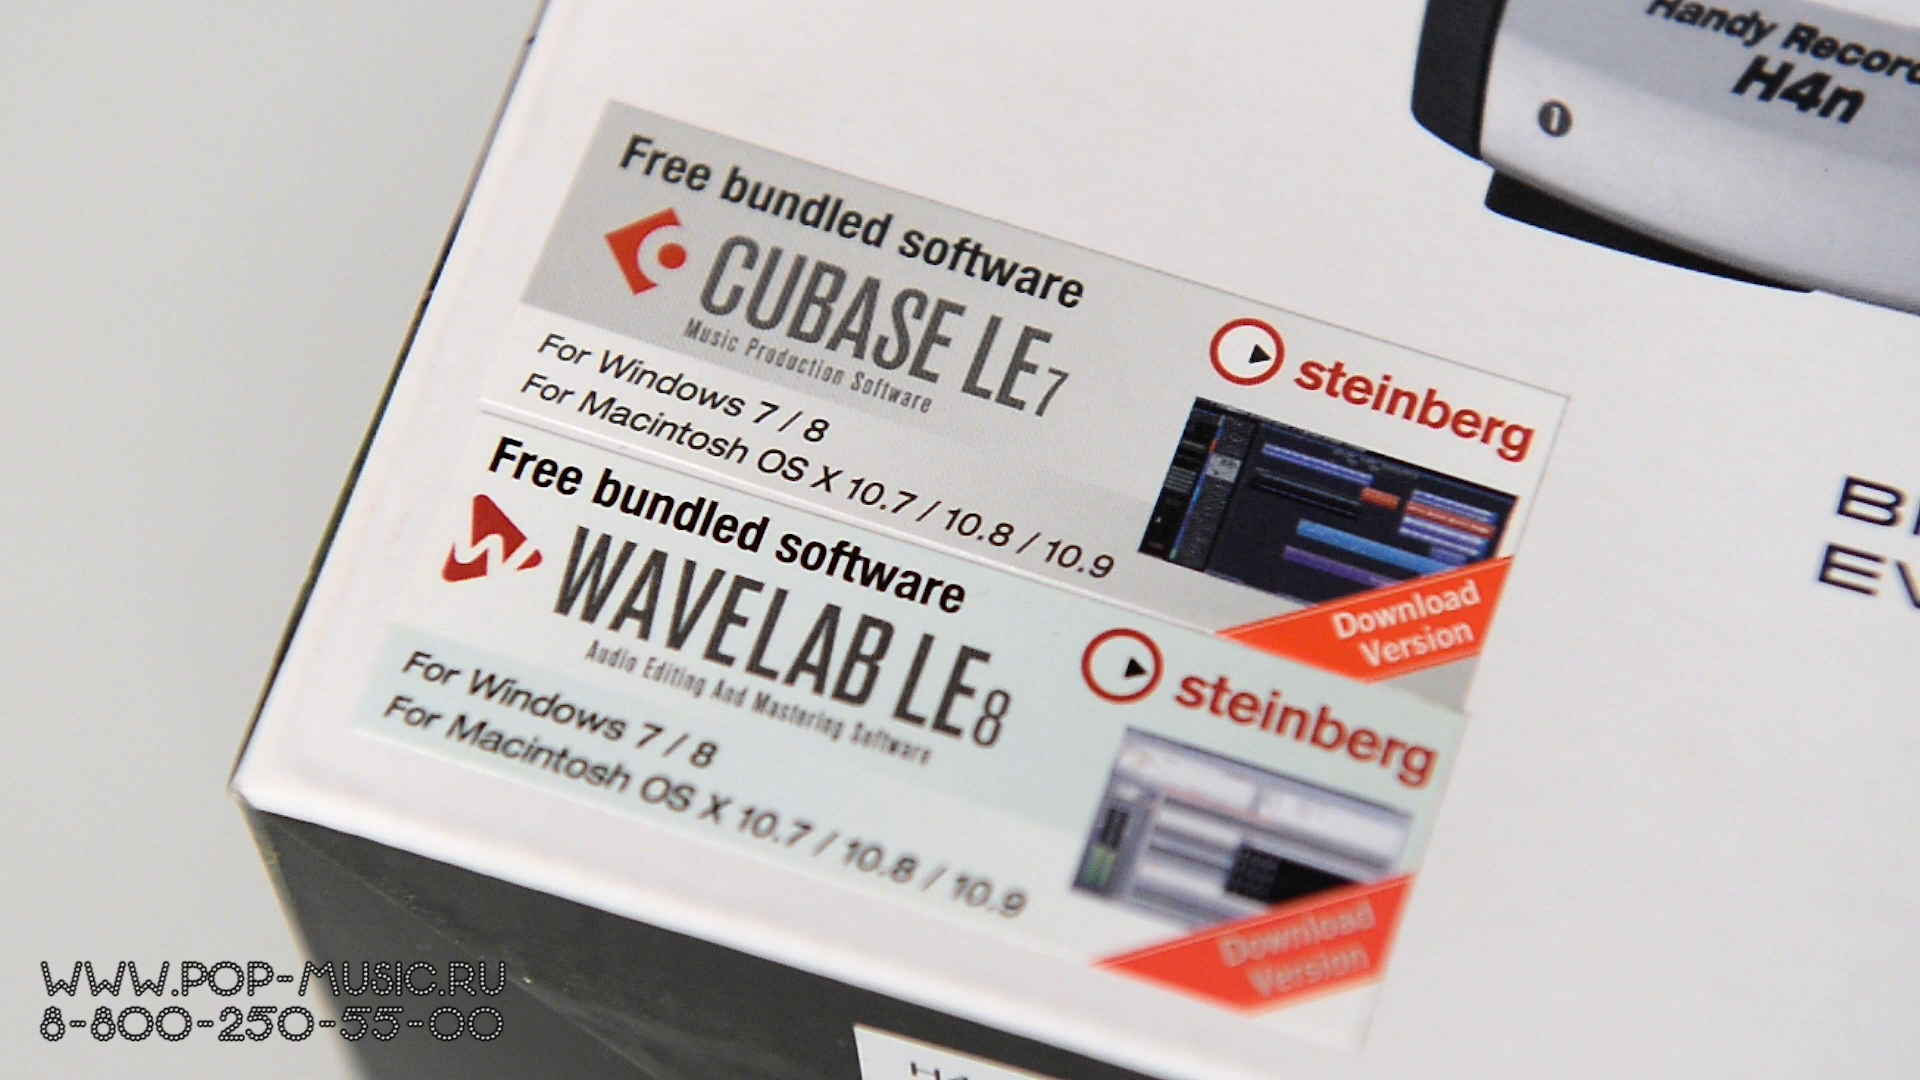 Handy
H4n
Free bundled software
CUBASE LE7
Music Production Software
For Windows 7 / 8
For Macintosh OS X 10.7 / 10.8 / 10.9
steinberg
Download
Version
Free bundled software
WAVELAB LE8
Audio Editing And Mastering Software
For Windows 7 / 8
For Macintosh OS X 10.7 / 10.8 / 10.9
steinberg
Download
Version
WWW.POP-MUSIC.RU
8-800-250-55-00